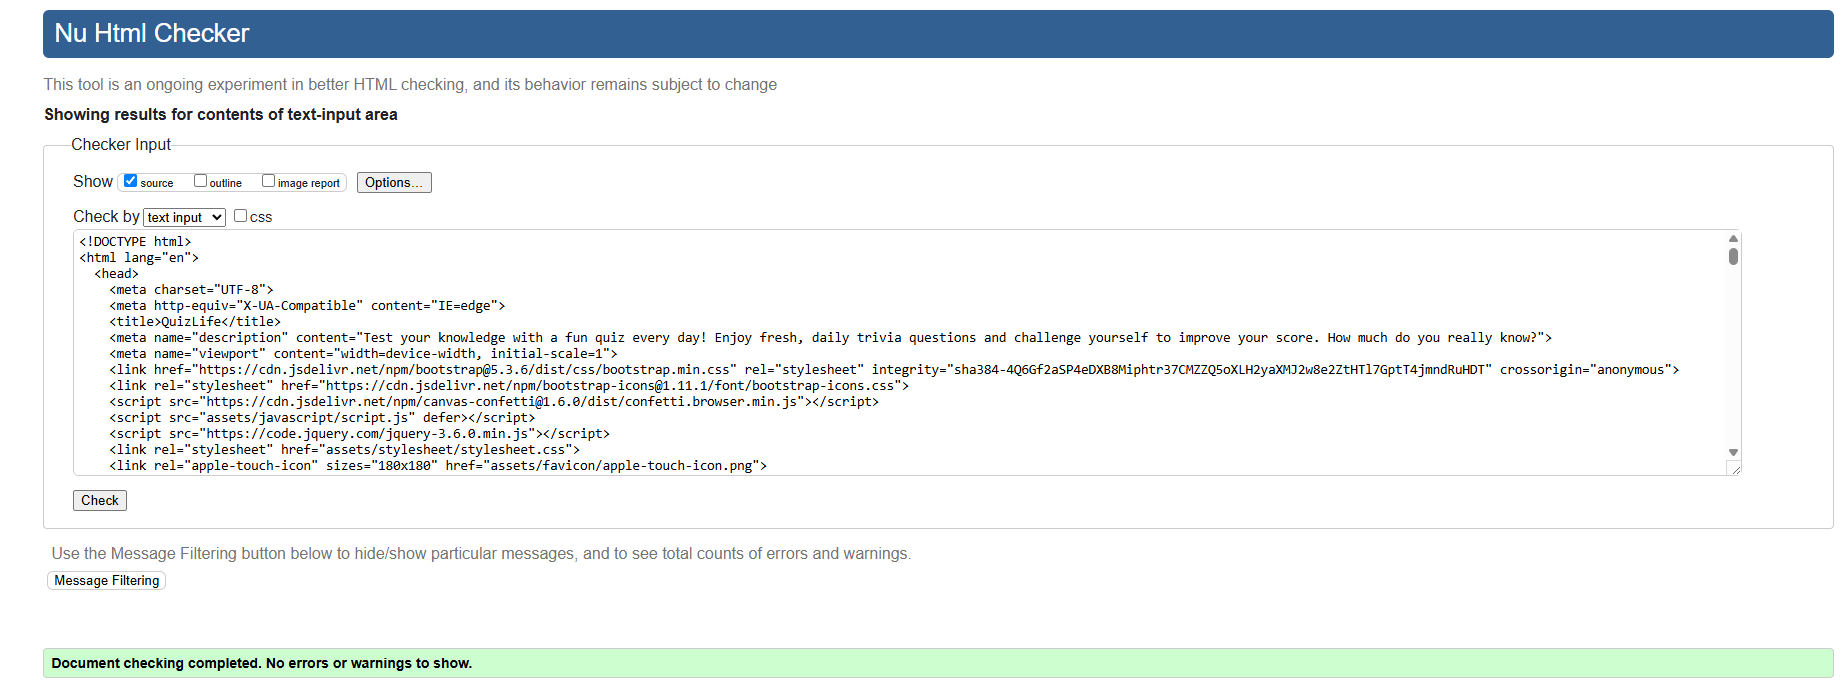 Nu Html Checker
This tool is an ongoing experiment in better HTML checking, and its behavior remains subject to change
Showing results for contents of text-input area
Checker Input
Show source outline image report Options...
Check by text input css
<!DOCTYPE html>
<html lang="en">
<head>
<meta charset="UTF-8">
<meta http-equiv="X-UA-Compatible" content="IE=edge">
<title>QuizLife</title>
<meta name="description" content="Test your knowledge with a fun quiz every day! Enjoy fresh, daily trivia questions and challenge yourself to improve your score. How much do you really know?">
<meta name="viewport" content="width=device-width, initial-scale=1">
<link href="https://cdn.jsdelivr.net/npm/bootstrap@5.3.6/dist/css/bootstrap.min.css" rel="stylesheet" integrity="sha384-4Q6Gf2aSP4eDXB8Miphtr37CMZZQ5oXLH2yaXMJ2w8e2ZtHTl7GptT4jmndRuHDT" crossorigin="anonymous">
<link rel="stylesheet" href="https://cdn.jsdelivr.net/npm/bootstrap-icons@1.11.1/font/bootstrap-icons.css">
<script src="https://cdn.jsdelivr.net/npm/canvas-confetti@1.6.0/dist/confetti.browser.min.js"></script>
<script src="assets/javascript/script.js" defer></script>
<script src="https://code.jquery.com/jquery-3.6.0.min.js"></script>
<link rel="stylesheet" href="assets/stylesheet/stylesheet.css">
<link rel="apple-touch-icon" sizes="180x180" href="assets/favicon/apple-touch-icon.png">
Check
Use the Message Filtering button below to hide/show particular messages, and to see total counts of errors and warnings.
Message Filtering
Document checking completed. No errors or warnings to show.